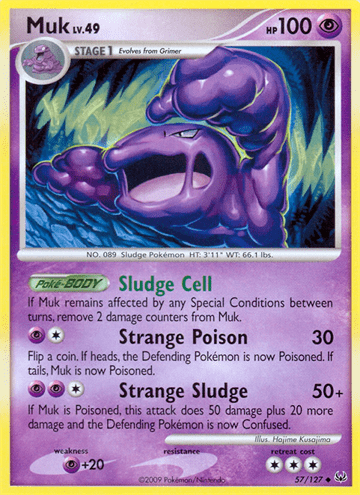 Muk LV.49 HP 100
STAGE 1 Evolves from Grimer
NO. 089 Sludge Pokémon HT: 3'11" WT: 66.1 lbs.
Poké-BODY Sludge Cell
If Muk remains affected by any Special Conditions between
turns, remove 2 damage counters from Muk.
Strange Poison 30
Flip a coin. If heads, the Defending Pokémon is now Poisoned. If
tails, Muk is now Poisoned.
Strange Sludge 50+
If Muk is Poisoned, this attack does 50 damage plus 20 more
damage and the Defending Pokémon is now Confused.
Illus. Hajime Kusajima
weakness resistance retreat cost
+20
©2009 Pokémon/Nintendo 57/127